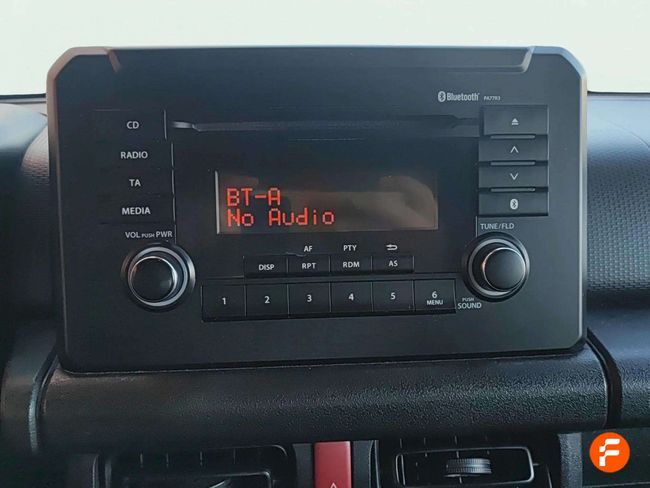 Bluetooth PA77R3
CD
RADIO
TA
MEDIA
BT-A
No Audio
VOL PUSH PWR
TUNE/FLD
AF PTY
DISP RPT RDM AS
1 2 3 4 5 6
MENU
PUSH
SOUND